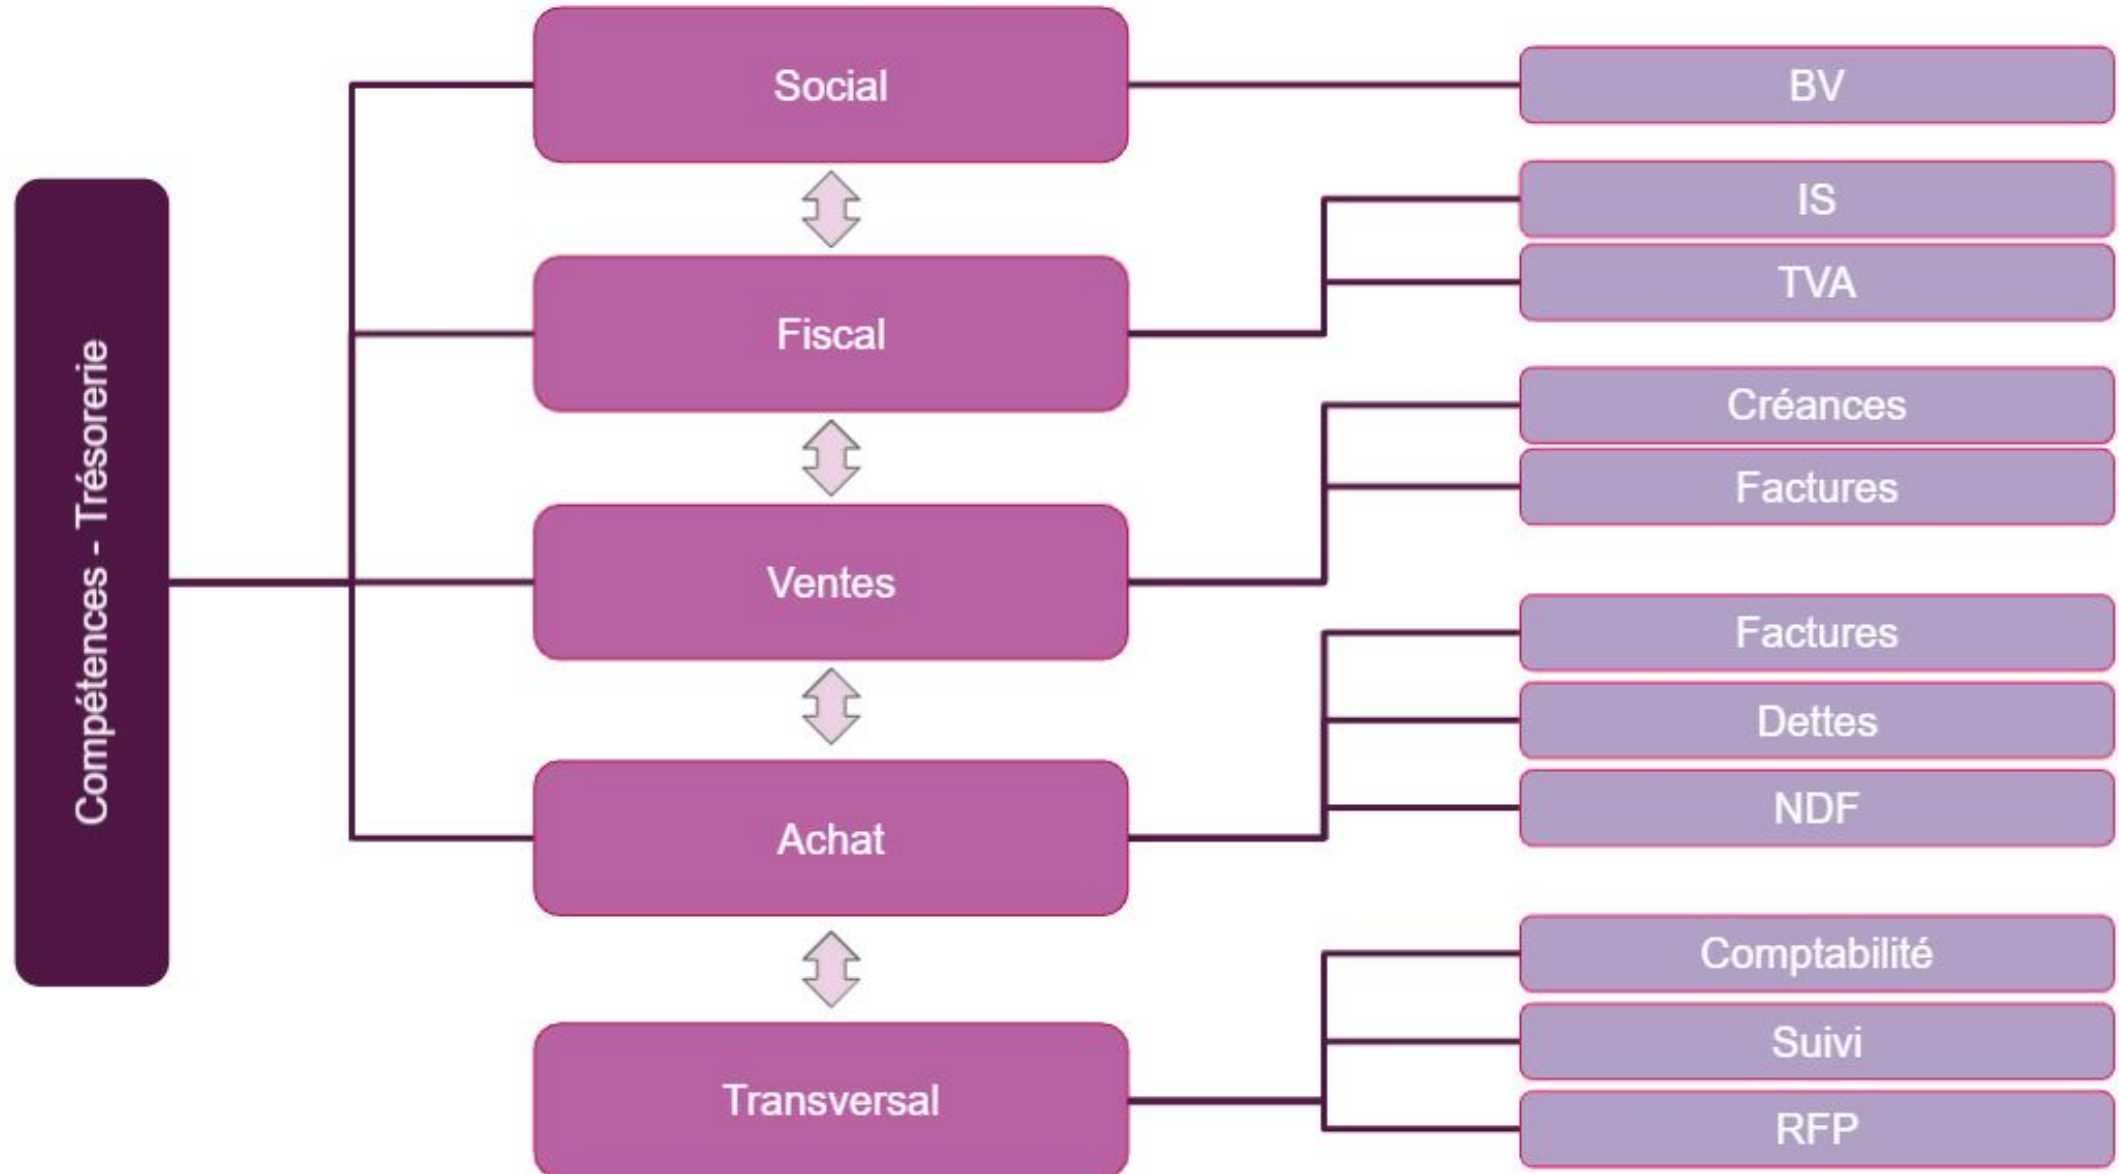 Compétences - Trésorerie
Social
BV
Fiscal
IS
TVA
Ventes
Créances
Factures
Achat
Factures
Dettes
NDF
Transversal
Comptabilité
Suivi
RFP